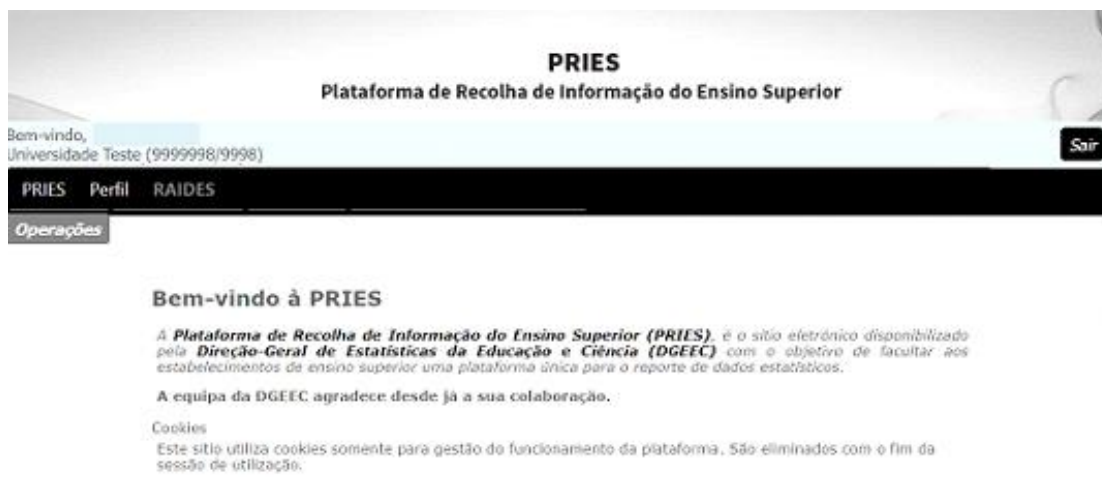 PRIES
Plataforma de Recolha de Informação do Ensino Superior
Bem-vindo,
Universidade Teste (9999998/9998)
Sair
PRIES Perfil RAIDES
Operações
Bem-vindo à PRIES
A Plataforma de Recolha de Informação do Ensino Superior (PRIES), é o sítio eletrónico disponibilizado
pela Direção-Geral de Estatísticas da Educação e Ciência (DGEEC) com o objetivo de facultar aos
estabelecimentos de ensino superior uma plataforma única para o reporte de dados estatísticos.
A equipa da DGEEC agradece desde já a sua colaboração.
Cookies
Este sítio utiliza cookies somente para gestão do funcionamento da plataforma. São eliminados com o fim da
sessão de utilização.